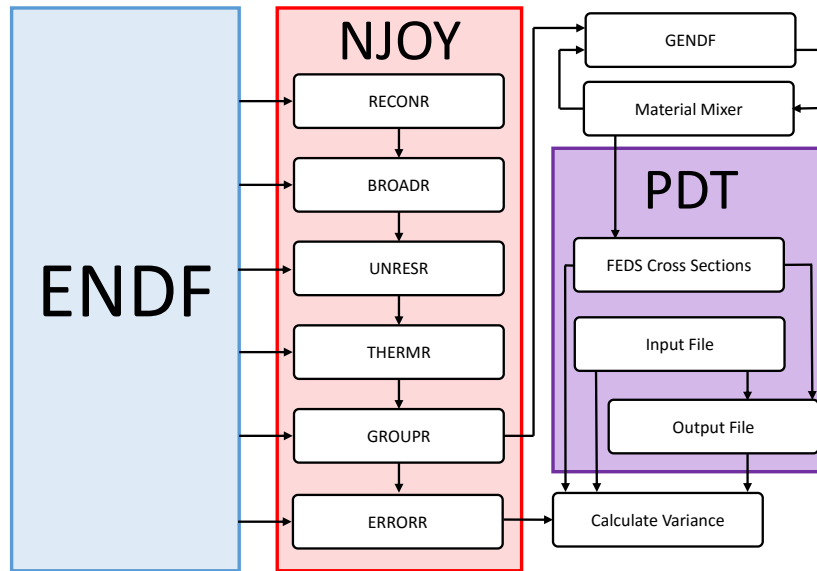 ENDF
NJOY
RECONR
BROADR
UNRESR
THERMR
GROUPR
ERRORR
GENDF
Material Mixer
PDT
FEDS Cross Sections
Input File
Output File
Calculate Variance